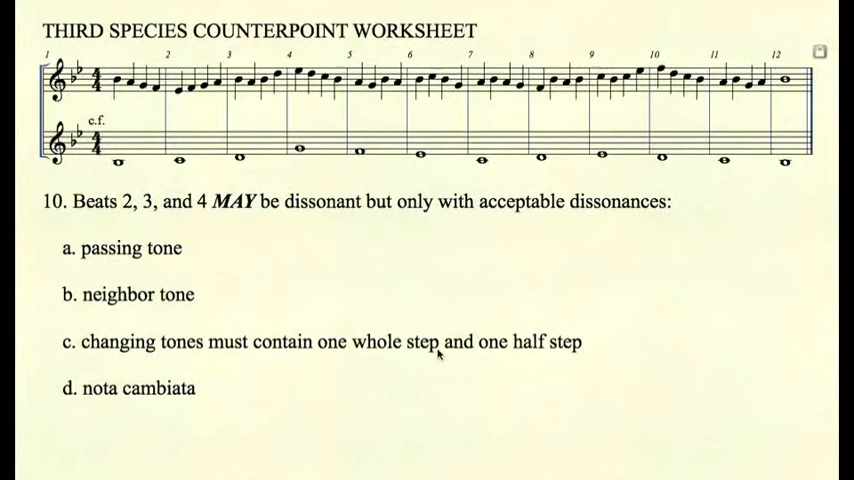 THIRD SPECIES COUNTERPOINT WORKSHEET
1 2 3 4 5 6 7 8 9 10 11 12
c.f.
10. Beats 2, 3, and 4 MAY be dissonant but only with acceptable dissonances:
a. passing tone
b. neighbor tone
c. changing tones must contain one whole step and one half step
d. nota cambiata